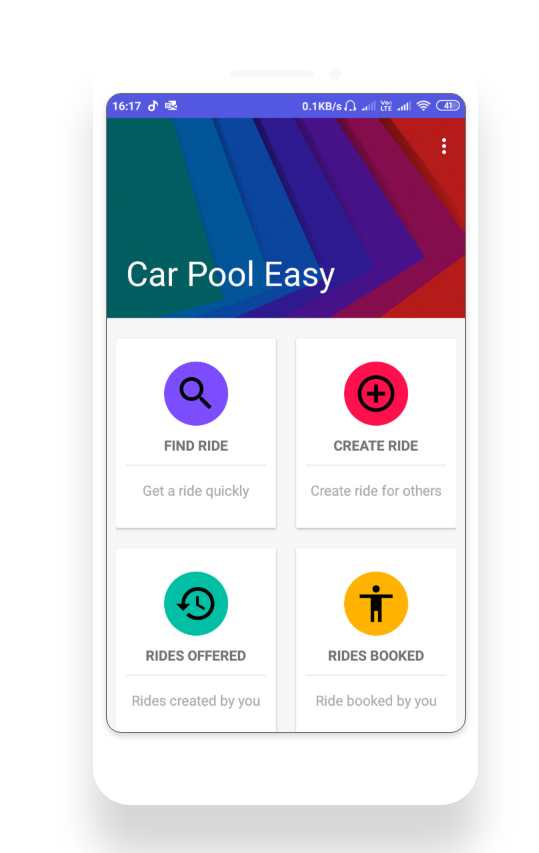 16:17 0.1KB/s Vo) LTE 41
Car Pool Easy
FIND RIDE
Get a ride quickly
CREATE RIDE
Create ride for others
RIDES OFFERED
Rides created by you
RIDES BOOKED
Ride booked by you